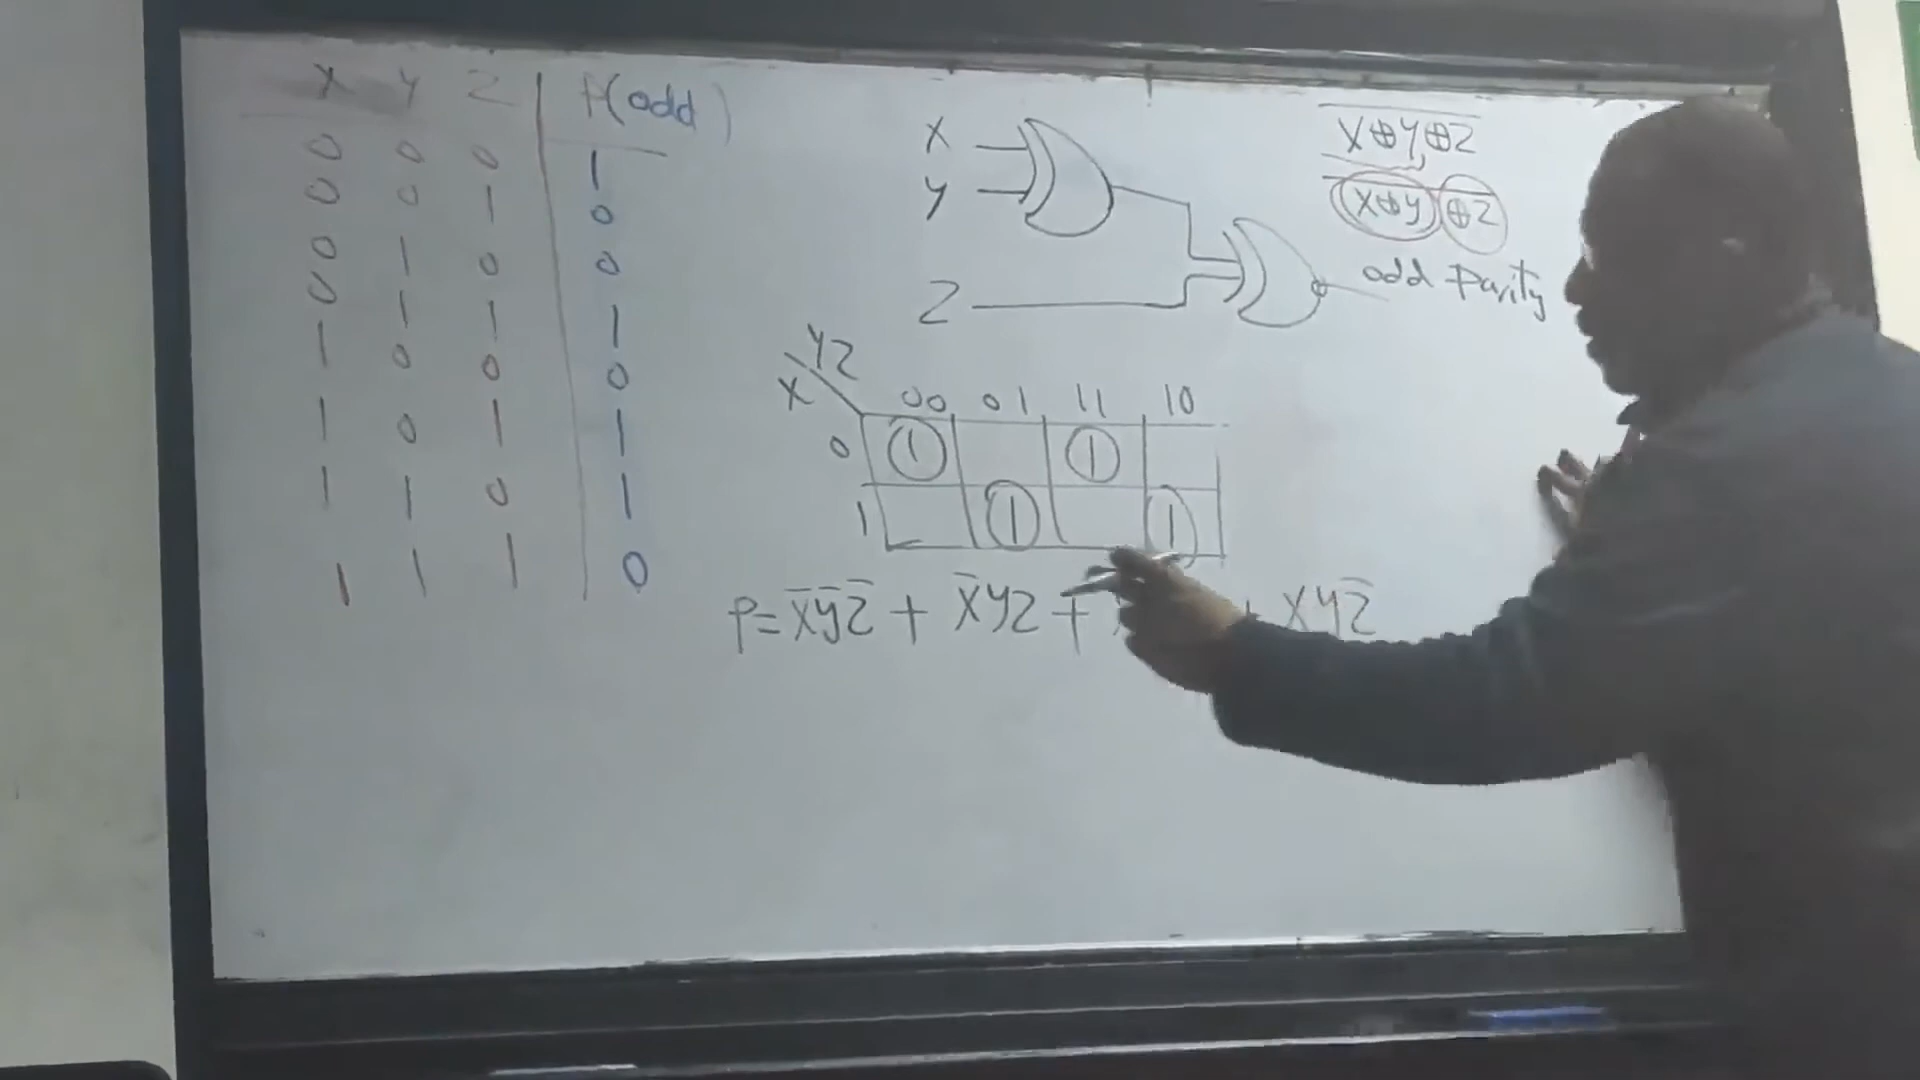 X Y Z P(odd)
0 0 0 1
0 0 1 0
0 1 0 0
0 1 1 1
1 0 0 0
1 0 1 1
1 1 0 1
1 1 1 0
X
Y
Z
X⊕Y⊕Z
X⊕Y ⊕Z
odd Parity
YZ
X
00 01 11 10
0 1 1
1 1 1
P= X̅Y̅Z̅ + X̅YZ + + XYZ̅